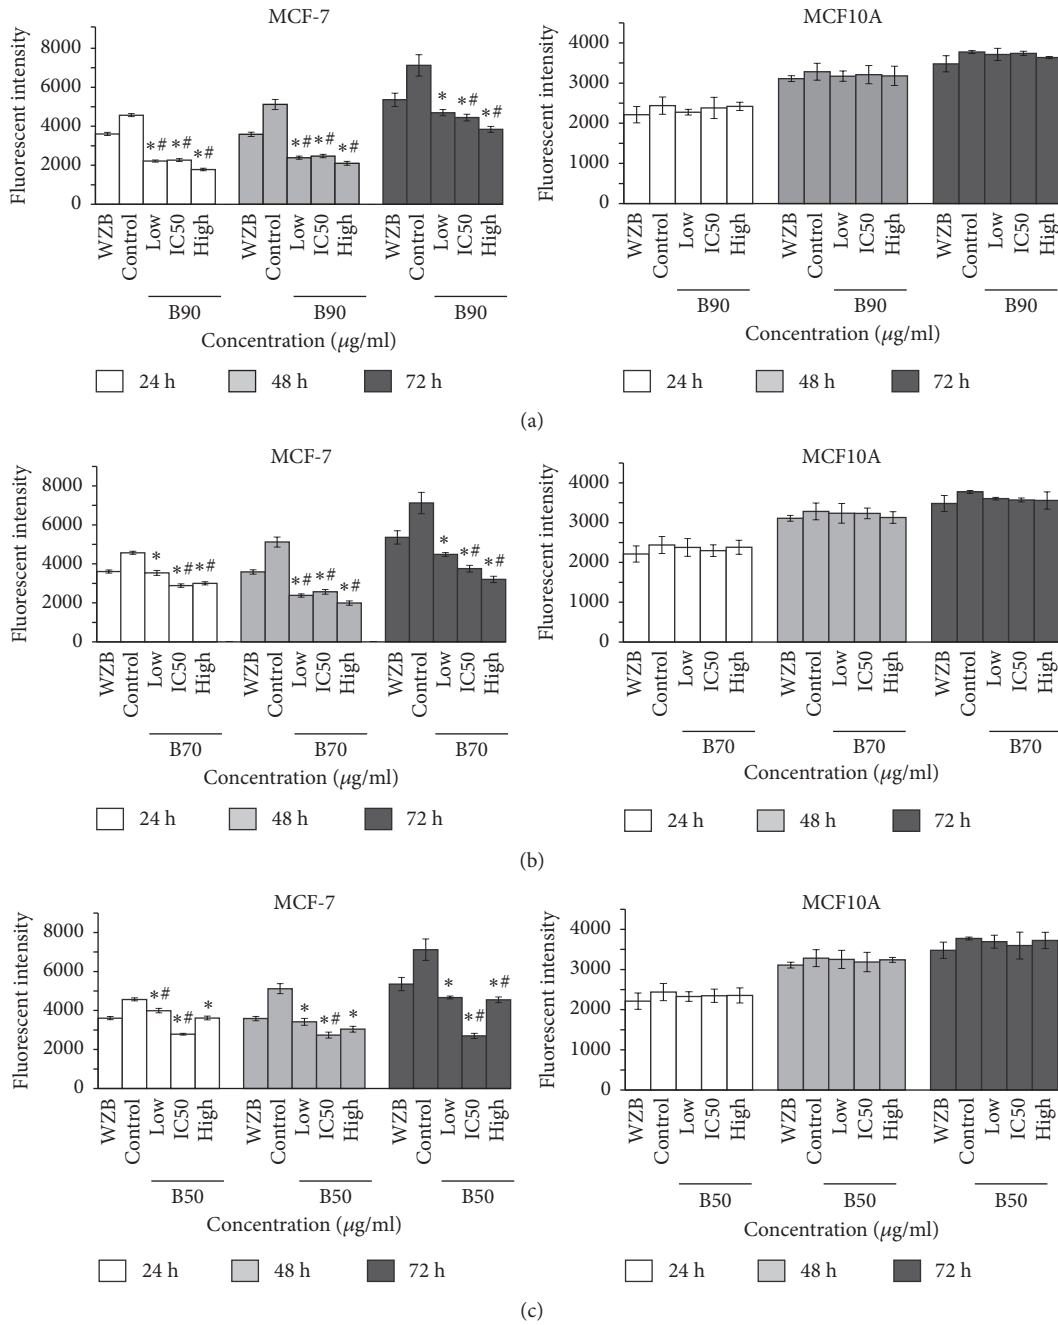 MCF-7
Fluorescent intensity
8000
6000
4000
2000
0
*# *# *#
*# *# *#
* *# *#
WZB Control Low IC50 High WZB Control Low IC50 High WZB Control Low IC50 High
B90 B90 B90
Concentration (μg/ml)
24 h 48 h 72 h
MCF10A
Fluorescent intensity
4000
3000
2000
1000
0
WZB Control Low IC50 High WZB Control Low IC50 High WZB Control Low IC50 High
B90 B90 B90
Concentration (μg/ml)
24 h 48 h 72 h
(a)
MCF-7
Fluorescent intensity
8000
6000
4000
2000
0
* *# *#
*# *# *#
* *# *#
WZB Control Low IC50 High WZB Control Low IC50 High WZB Control Low IC50 High
B70 B70 B70
Concentration (μg/ml)
24 h 48 h 72 h
MCF10A
Fluorescent intensity
4000
3000
2000
1000
0
WZB Control Low IC50 High WZB Control Low IC50 High WZB Control Low IC50 High
B70 B70 B70
Concentration (μg/ml)
24 h 48 h 72 h
(b)
MCF-7
Fluorescent intensity
8000
6000
4000
2000
0
*# *# *
* *# *
* *# *#
WZB Control Low IC50 High WZB Control Low IC50 High WZB Control Low IC50 High
B50 B50 B50
Concentration (μg/ml)
24 h 48 h 72 h
MCF10A
Fluorescent intensity
4000
3000
2000
1000
0
WZB Control Low IC50 High WZB Control Low IC50 High WZB Control Low IC50 High
B50 B50 B50
Concentration (μg/ml)
24 h 48 h 72 h
(c)